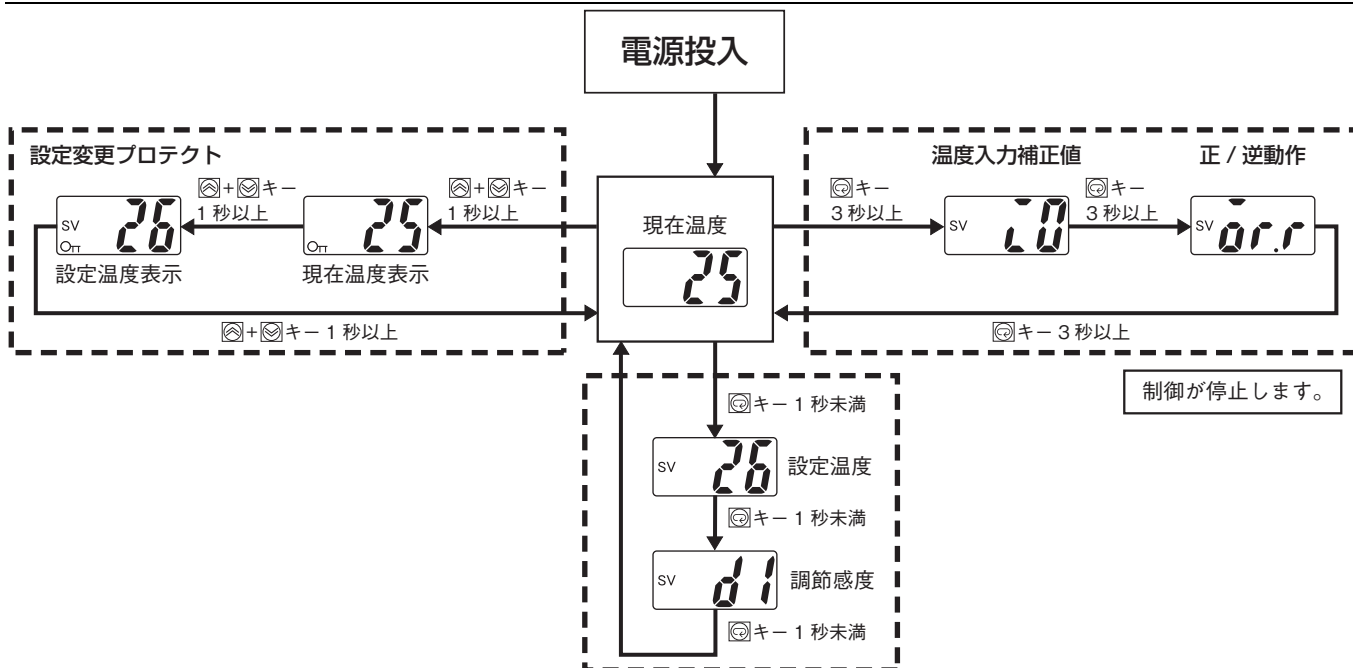 電源投入
設定変更プロテクト
SV 26
設定温度表示
+ キー
1 秒以上
25
現在温度表示
+ キー
1 秒以上
+ キー 1 秒以上
現在温度
25
キー
3 秒以上
温度入力補正値
SV
キー
3 秒以上
正 / 逆動作
SV or.r
キー 3 秒以上
制御が停止します。
キー 1 秒未満
SV 26 設定温度
キー 1 秒未満
SV d1 調節感度
キー 1 秒未満